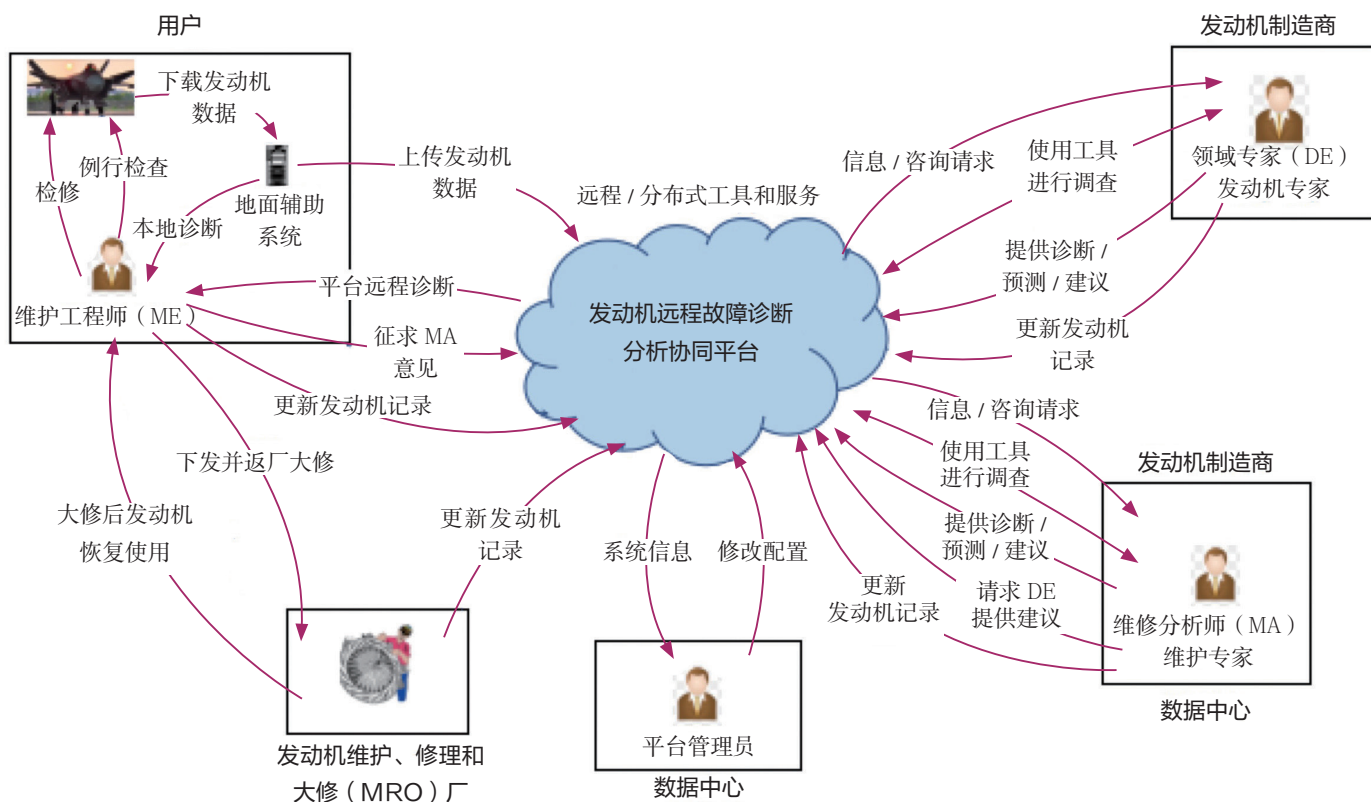 用户
下载发动机
数据
例行检查
检修
本地诊断
地面辅助
系统
维护工程师（ME）
上传发动机
数据
远程 / 分布式工具和服务
平台远程诊断
征求 MA
意见
更新发动机记录
发动机远程故障诊断
分析协同平台
发动机制造商
信息 / 咨询请求
使用工具
进行调查
领域专家（DE）
发动机专家
提供诊断 /
预测 / 建议
更新发动机
记录
下发并返厂大修
大修后发动机
恢复使用
更新发动机
记录
发动机维护、修理和
大修（MRO）厂
系统信息
修改配置
平台管理员
数据中心
信息 / 咨询请求
使用工具
进行调查
提供诊断 /
预测 / 建议
请求 DE
提供建议
更新
发动机记录
发动机制造商
维修分析师（MA）
维护专家
数据中心